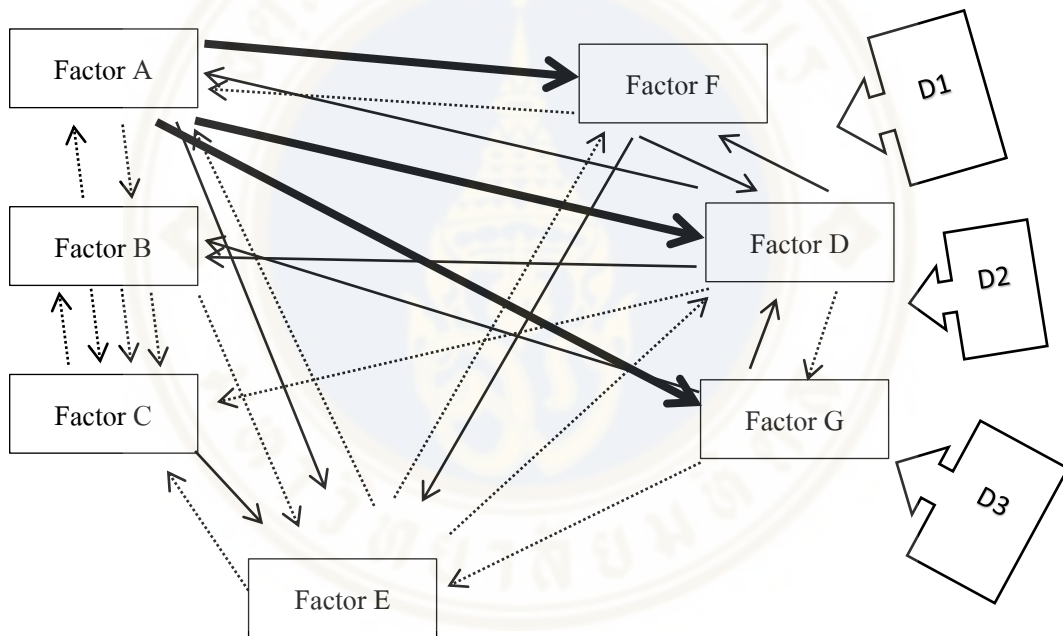 Factor A
Factor F
D1
Factor B
Factor D
D2
Factor C
Factor G
D3
Factor E